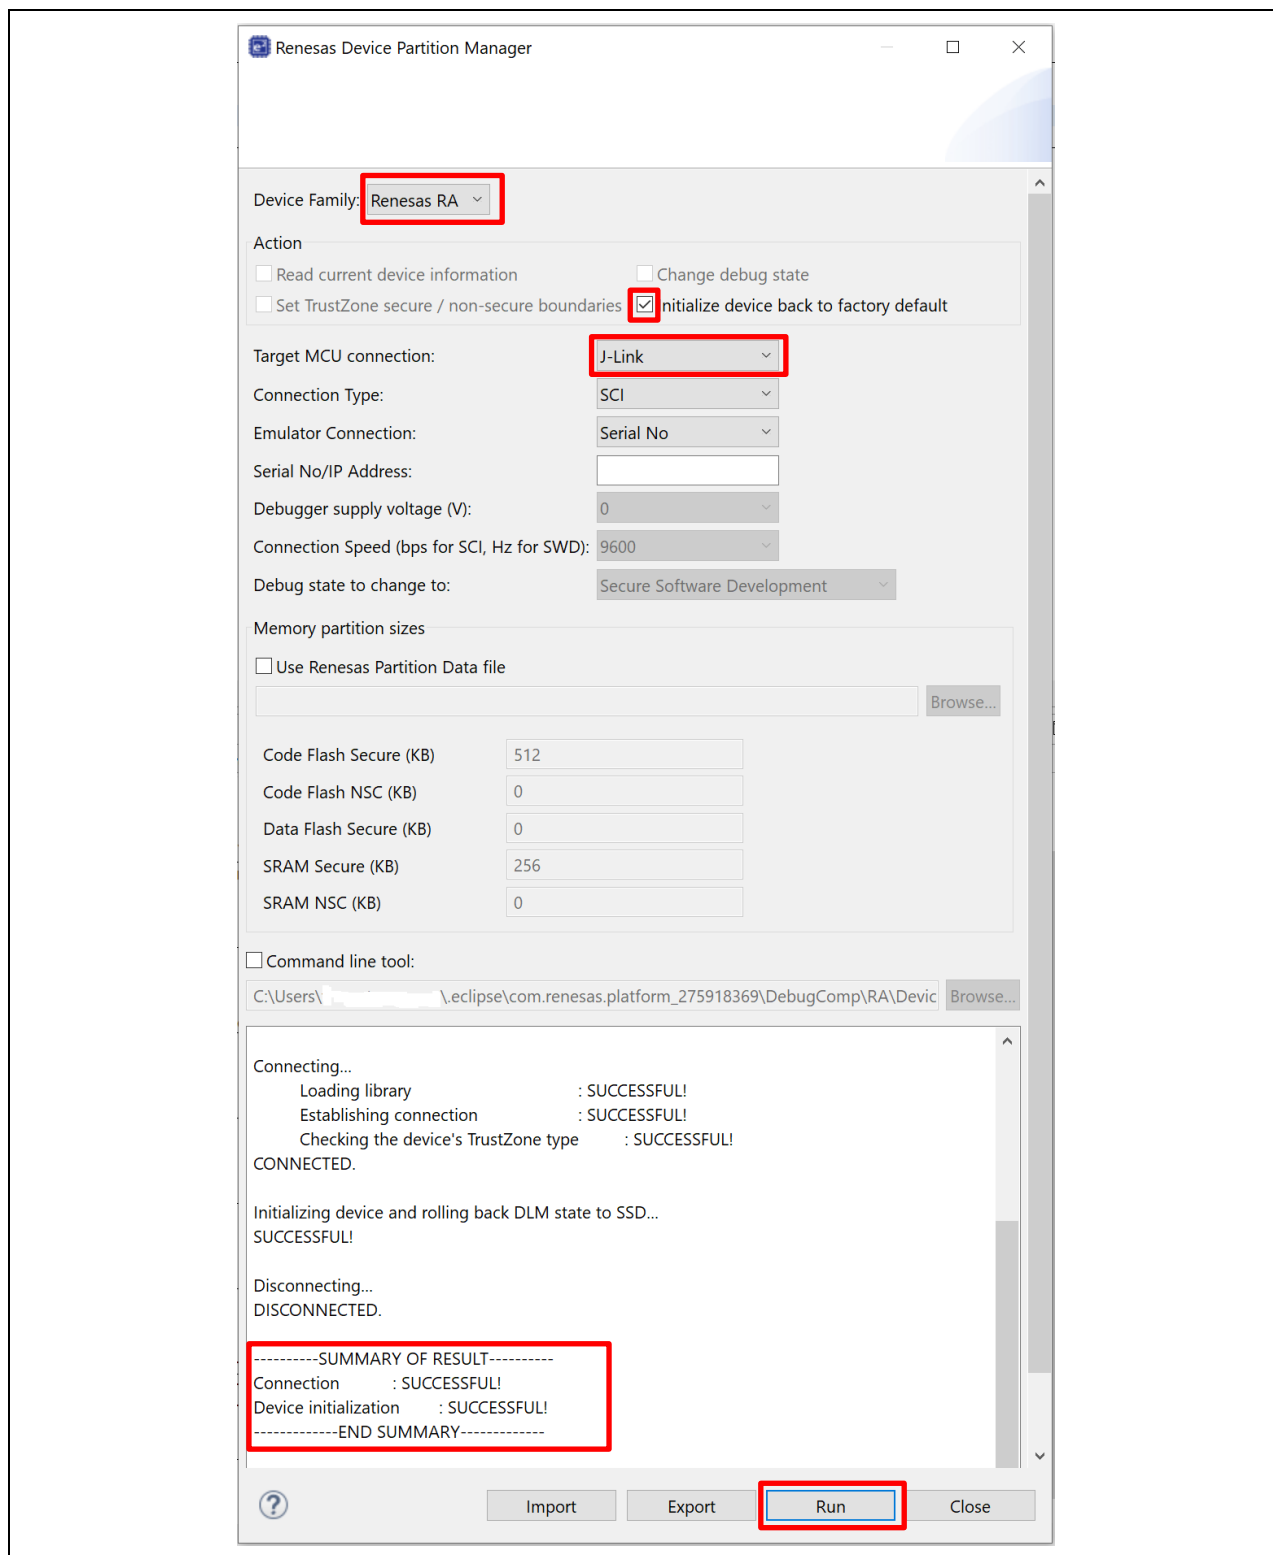 Renesas Device Partition Manager
Device Family: Renesas RA
Action
Read current device information Change debug state
Set TrustZone secure / non-secure boundaries nitialize device back to factory default
Target MCU connection: J-Link
Connection Type: SCI
Emulator Connection: Serial No
Serial No/IP Address:
Debugger supply voltage (V): 0
Connection Speed (bps for SCI, Hz for SWD): 9600
Debug state to change to: Secure Software Development
Memory partition sizes
Use Renesas Partition Data file
Browse...
Code Flash Secure (KB) 512
Code Flash NSC (KB) 0
Data Flash Secure (KB) 0
SRAM Secure (KB) 256
SRAM NSC (KB) 0
Command line tool:
C:\Users\ \.eclipse\com.renesas.platform_275918369\DebugComp\RA\Devic Browse...
Connecting...
Loading library : SUCCESSFUL!
Establishing connection : SUCCESSFUL!
Checking the device's TrustZone type : SUCCESSFUL!
CONNECTED.
Initializing device and rolling back DLM state to SSD...
SUCCESSFUL!
Disconnecting...
DISCONNECTED.
----------SUMMARY OF RESULT----------
Connection : SUCCESSFUL!
Device initialization : SUCCESSFUL!
-------------END SUMMARY-------------
Import Export Run Close